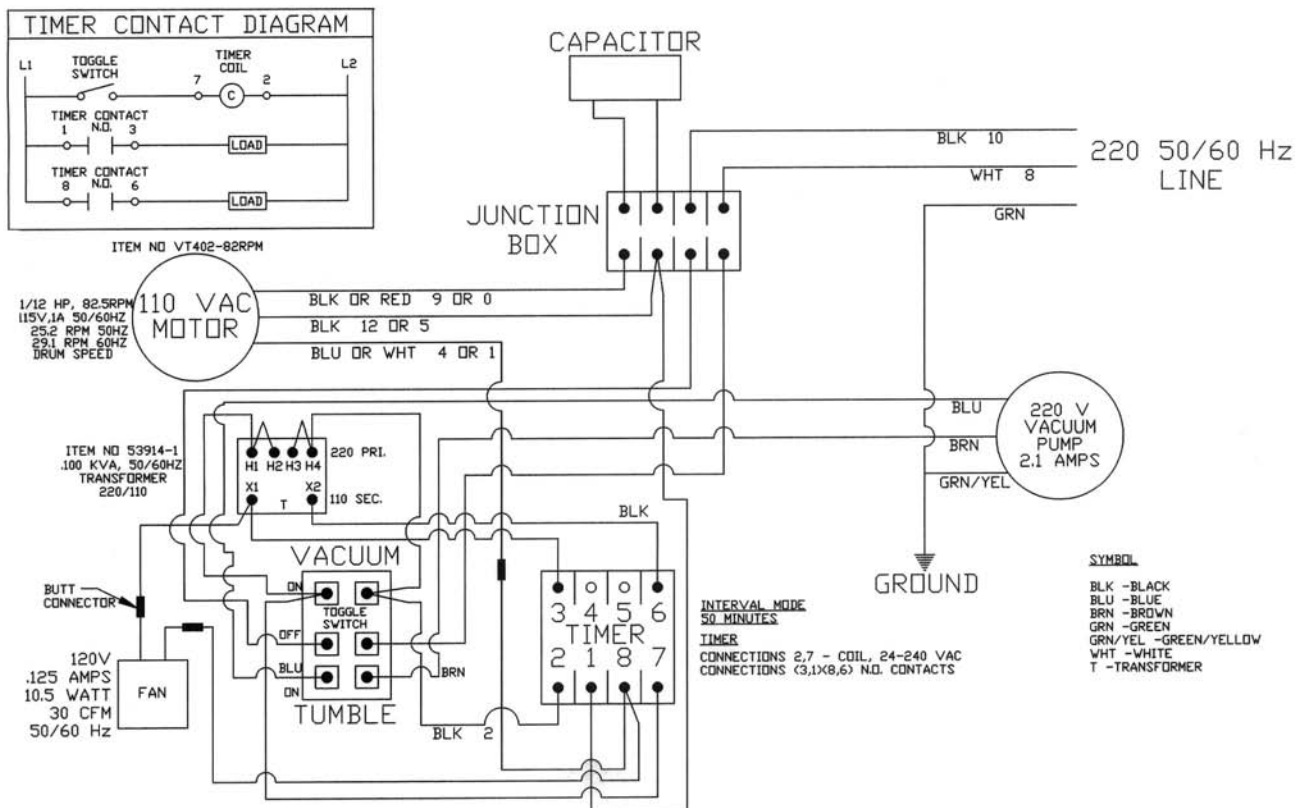 TIMER CONTACT DIAGRAM
L1
TOGGLE
SWITCH
TIMER
COIL
L2
7
C
2
TIMER CONTACT
N.O.
1
3
LOAD
TIMER CONTACT
N.O.
8
6
LOAD
CAPACITOR
BLK 10
WHT 8
220 50/60 Hz
LINE
GRN
JUNCTION
BOX
ITEM NO VT402-82RPM
1/12 HP, 82.5RPM
115V,1A 50/60HZ
25.2 RPM 50HZ
29.1 RPM 60HZ
DRUM SPEED
110 VAC
MOTOR
BLK OR RED 9 OR 0
BLK 12 OR 5
BLU OR WHT 4 OR 1
BLU
BRN
GRN/YEL
220 V
VACUUM
PUMP
2.1 AMPS
ITEM NO 53914-1
.100 KVA, 50/60HZ
TRANSFORMER
220/110
H1 H2 H3 H4
220 PRI.
X1
X2
T
110 SEC.
BLK
VACUUM
ON
TOGGLE
SWITCH
OFF
BLU
BRN
ON
TUMBLE
BLK 2
BUTT
CONNECTOR
120V
.125 AMPS
10.5 WATT
30 CFM
50/60 Hz
FAN
3 4 5 6
TIMER
2 1 8 7
INTERVAL MODE
50 MINUTES
TIMER
CONNECTIONS 2,7 - COIL, 24-240 VAC
CONNECTIONS (3,1)(8,6) N.O. CONTACTS
GROUND
SYMBOL
BLK -BLACK
BLU -BLUE
BRN -BROWN
GRN -GREEN
GRN/YEL -GREEN/YELLOW
WHT -WHITE
T -TRANSFORMER